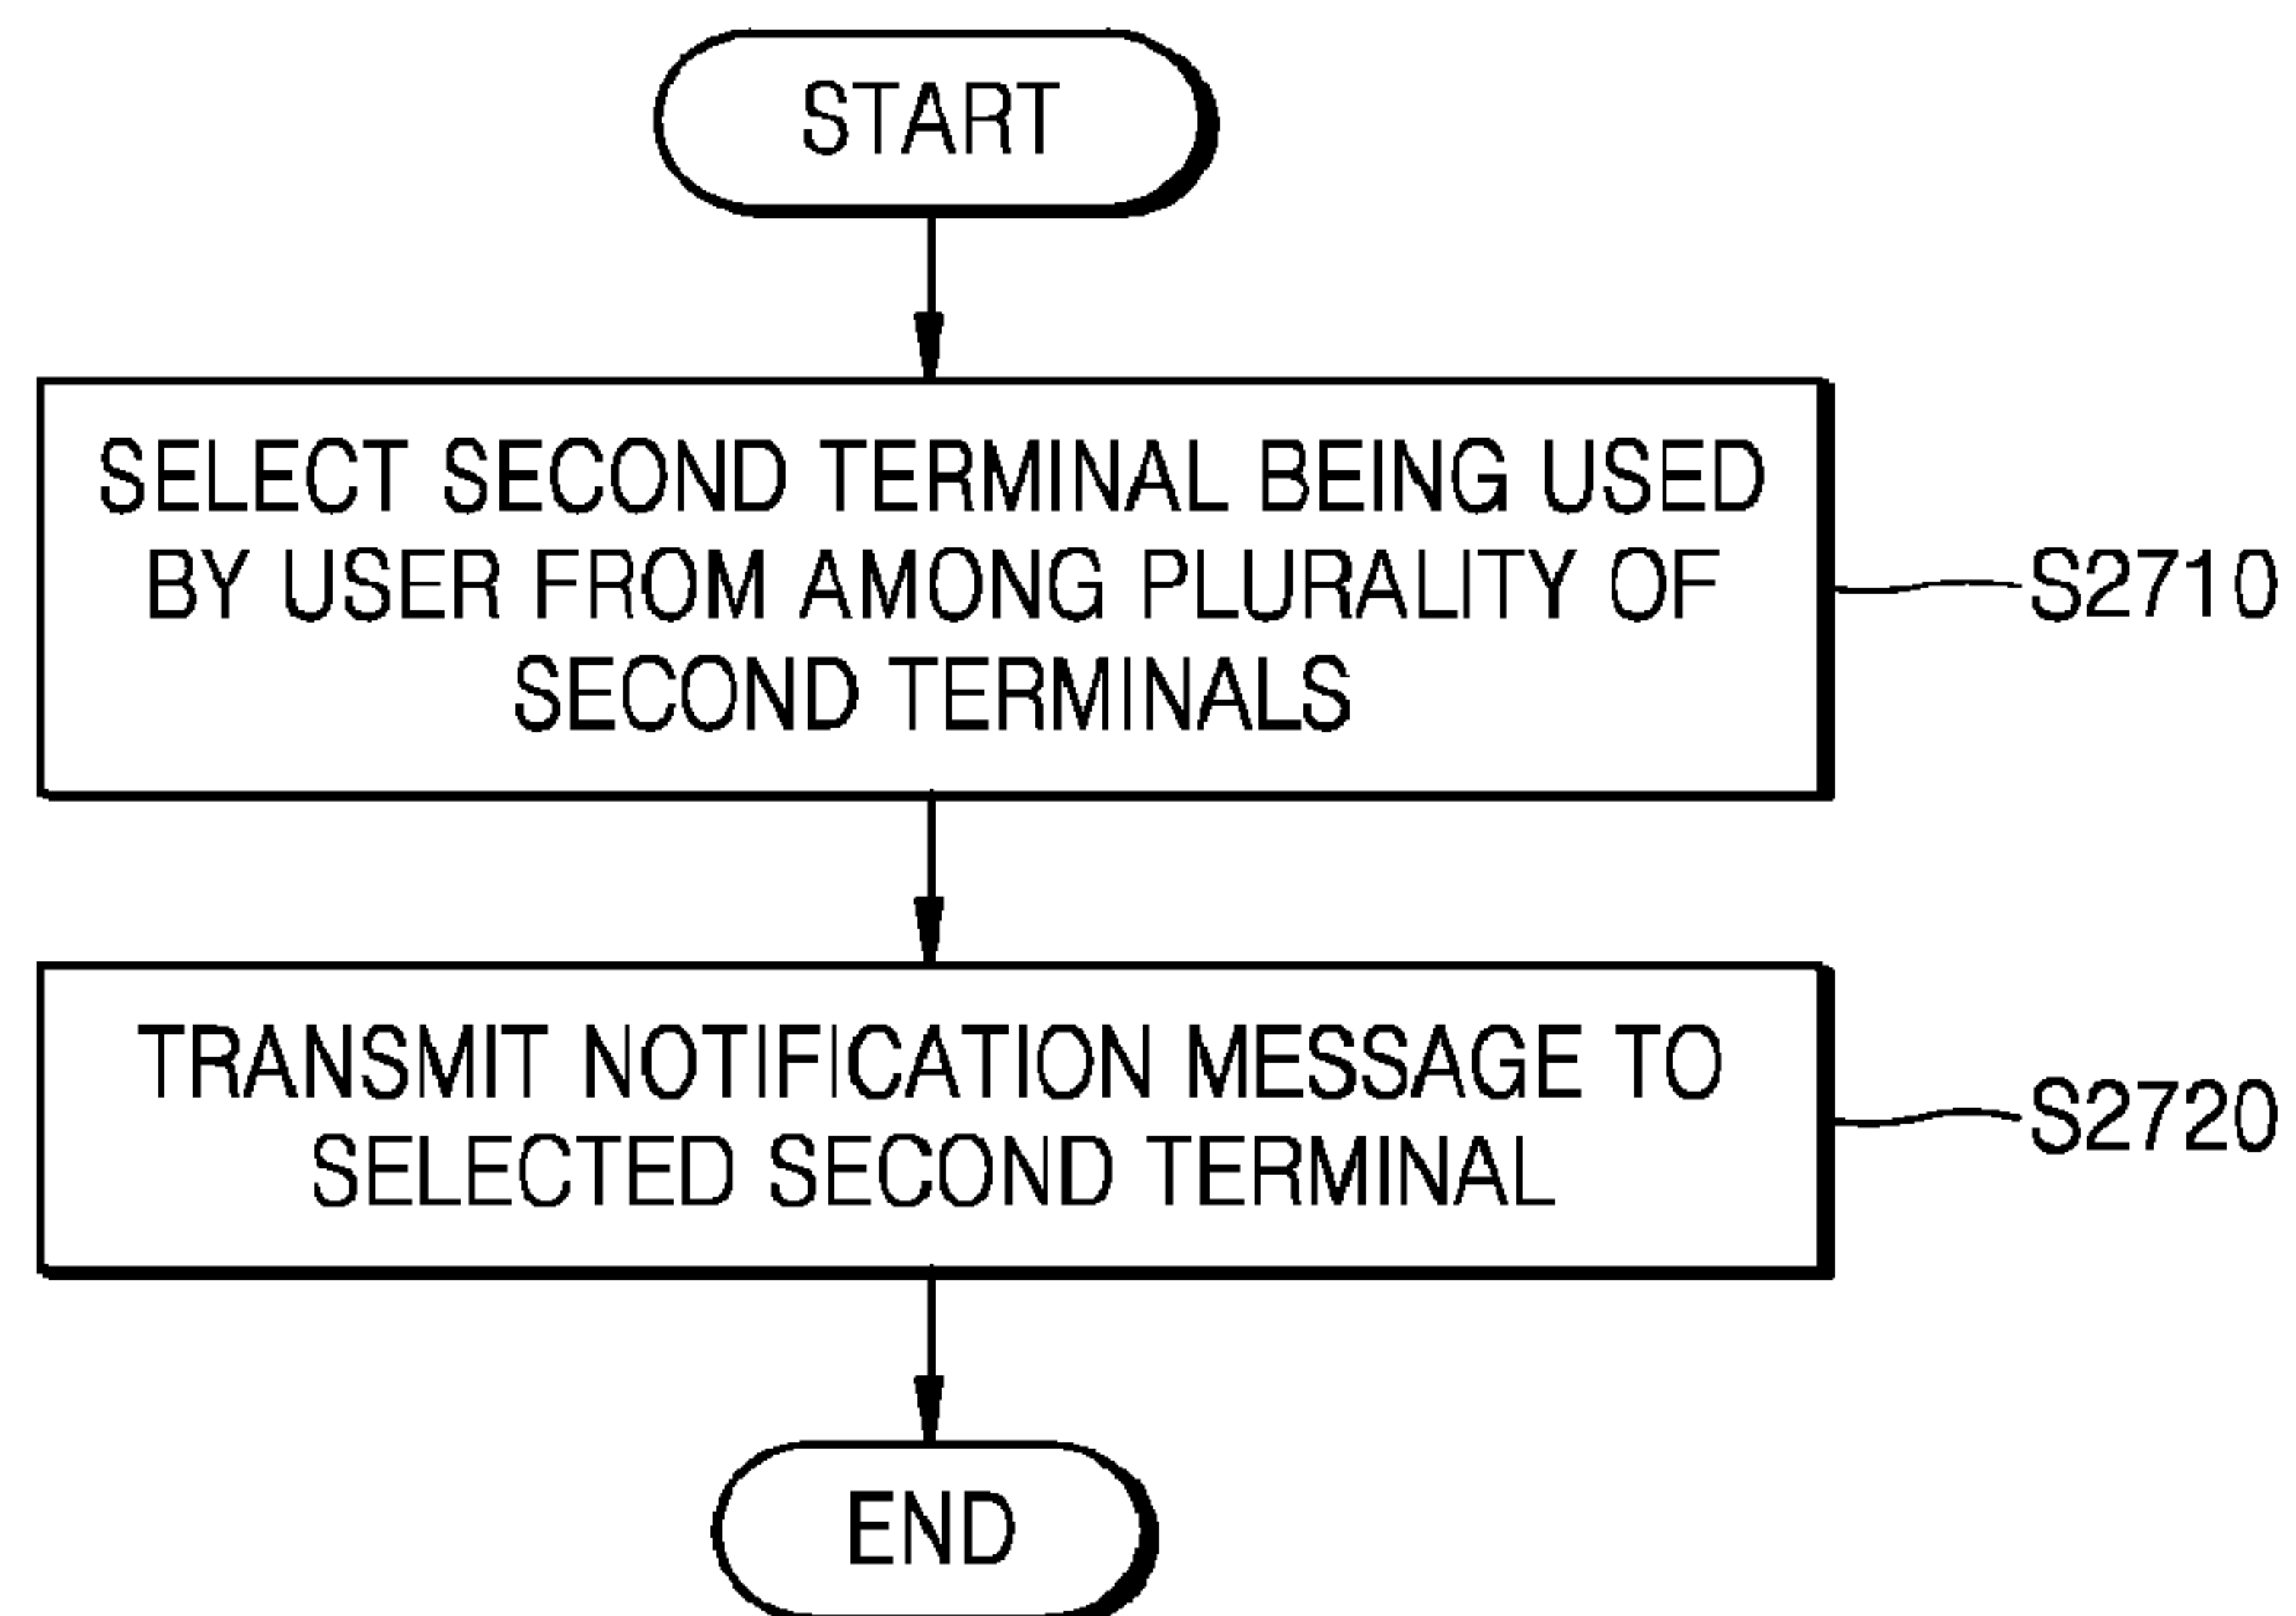 START
SELECT SECOND TERMINAL BEING USED
BY USER FROM AMONG PLURALITY OF
SECOND TERMINALS
S2710
TRANSMIT NOTIFICATION MESSAGE TO
SELECTED SECOND TERMINAL
S2720
END